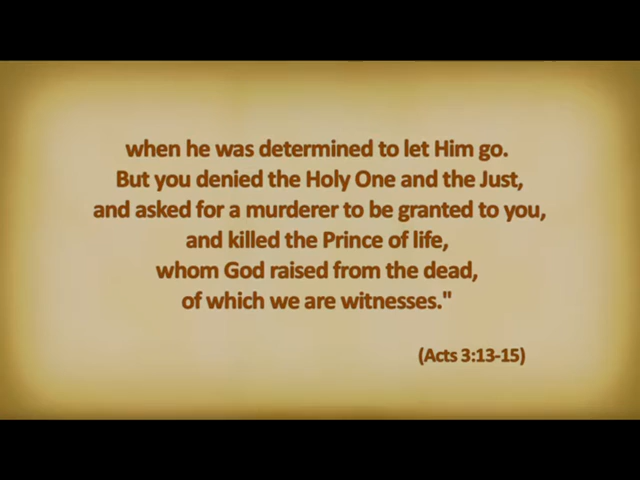 when he was determined to let Him go.
But you denied the Holy One and the Just,
and asked for a murderer to be granted to you,
and killed the Prince of life,
whom God raised from the dead,
of which we are witnesses."
(Acts 3:13-15)